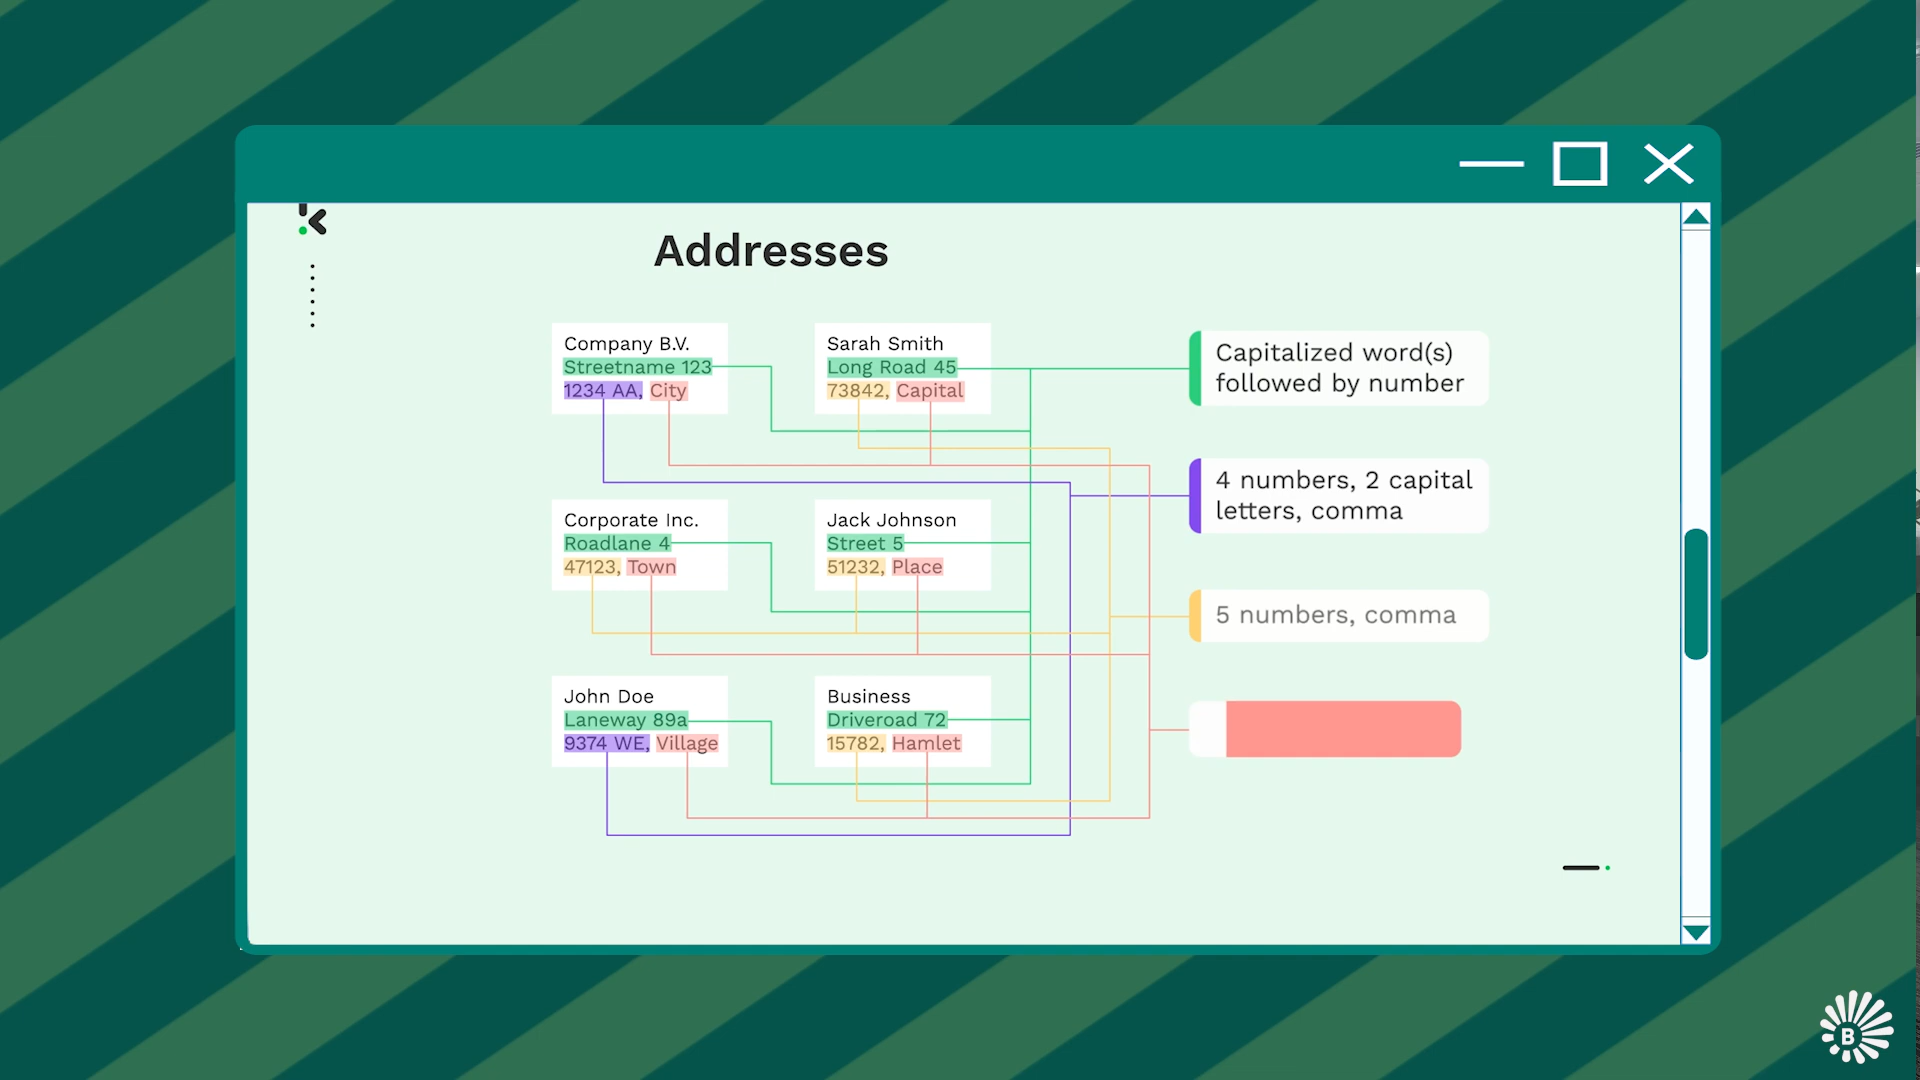 Addresses
Company B.V.
Streetname 123
1234 AA, City
Sarah Smith
Long Road 45
73842, Capital
Capitalized word(s)
followed by number
4 numbers, 2 capital
letters, comma
Corporate Inc.
Roadlane 4
47123, Town
Jack Johnson
Street 5
51232, Place
5 numbers, comma
John Doe
Laneway 89a
9374 WE, Village
Business
Driveroad 72
15782, Hamlet
B